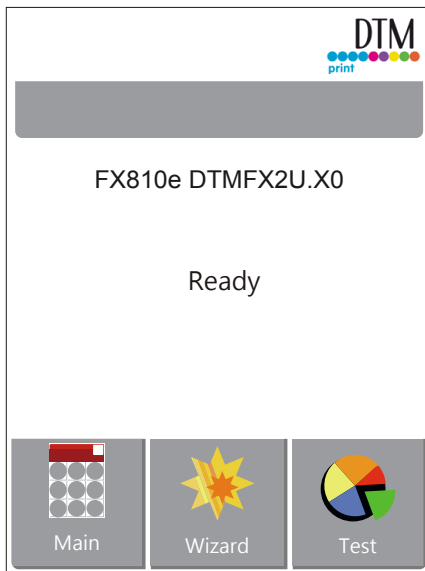 DTM
print
FX810e DTMFX2U.X0
Ready
Main
Wizard
Test